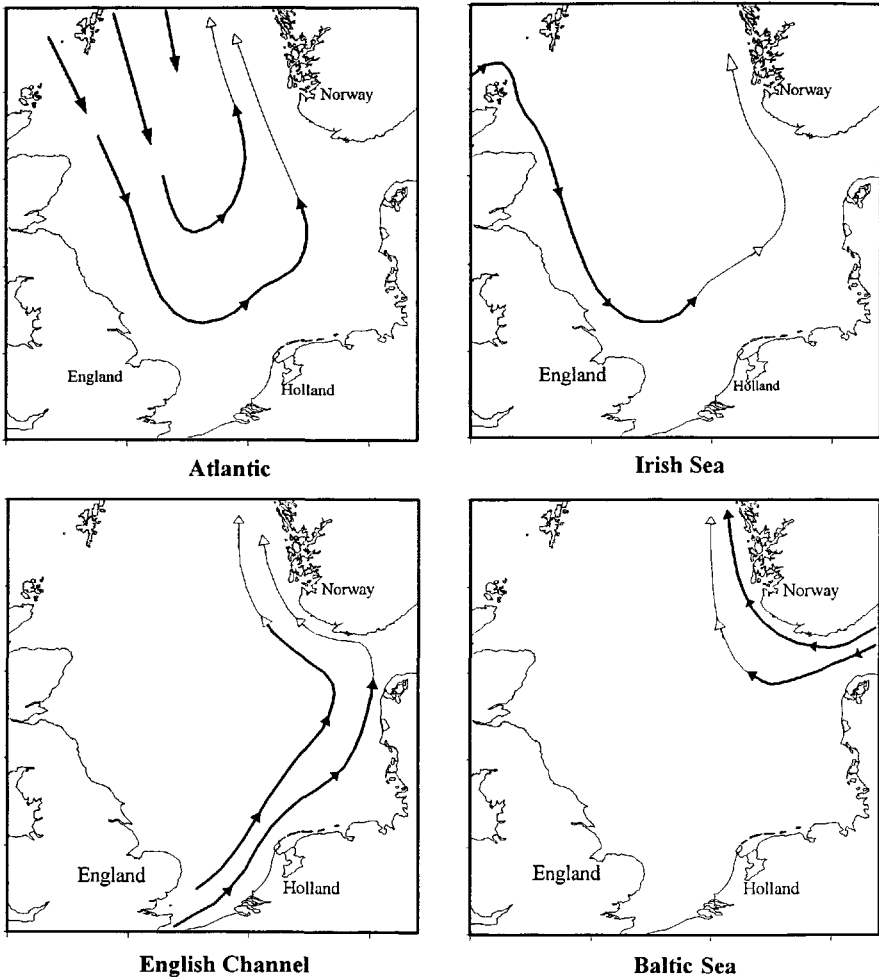 Norway
England
Holland
Atlantic
Norway
England
Holland
Irish Sea
Norway
England
Holland
English Channel
Norway
England
Holland
Baltic Sea